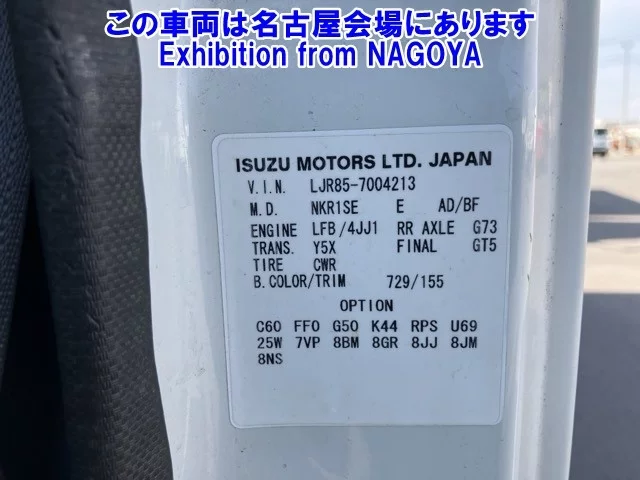 この車両は名古屋会場にあります
Exhibition from NAGOYA
ISUZU MOTORS LTD. JAPAN
V.I.N. LJR85-7004213
M.D. NKR1SE E AD/BF
ENGINE LFB/4JJ1 RR AXLE G73
TRANS. Y5X FINAL GT5
TIRE CWR
B.COLOR/TRIM 729/155
OPTION
C60 FF0 G50 K44 RPS U69
25W 7VP 8BM 8GR 8JJ 8JM
8NS